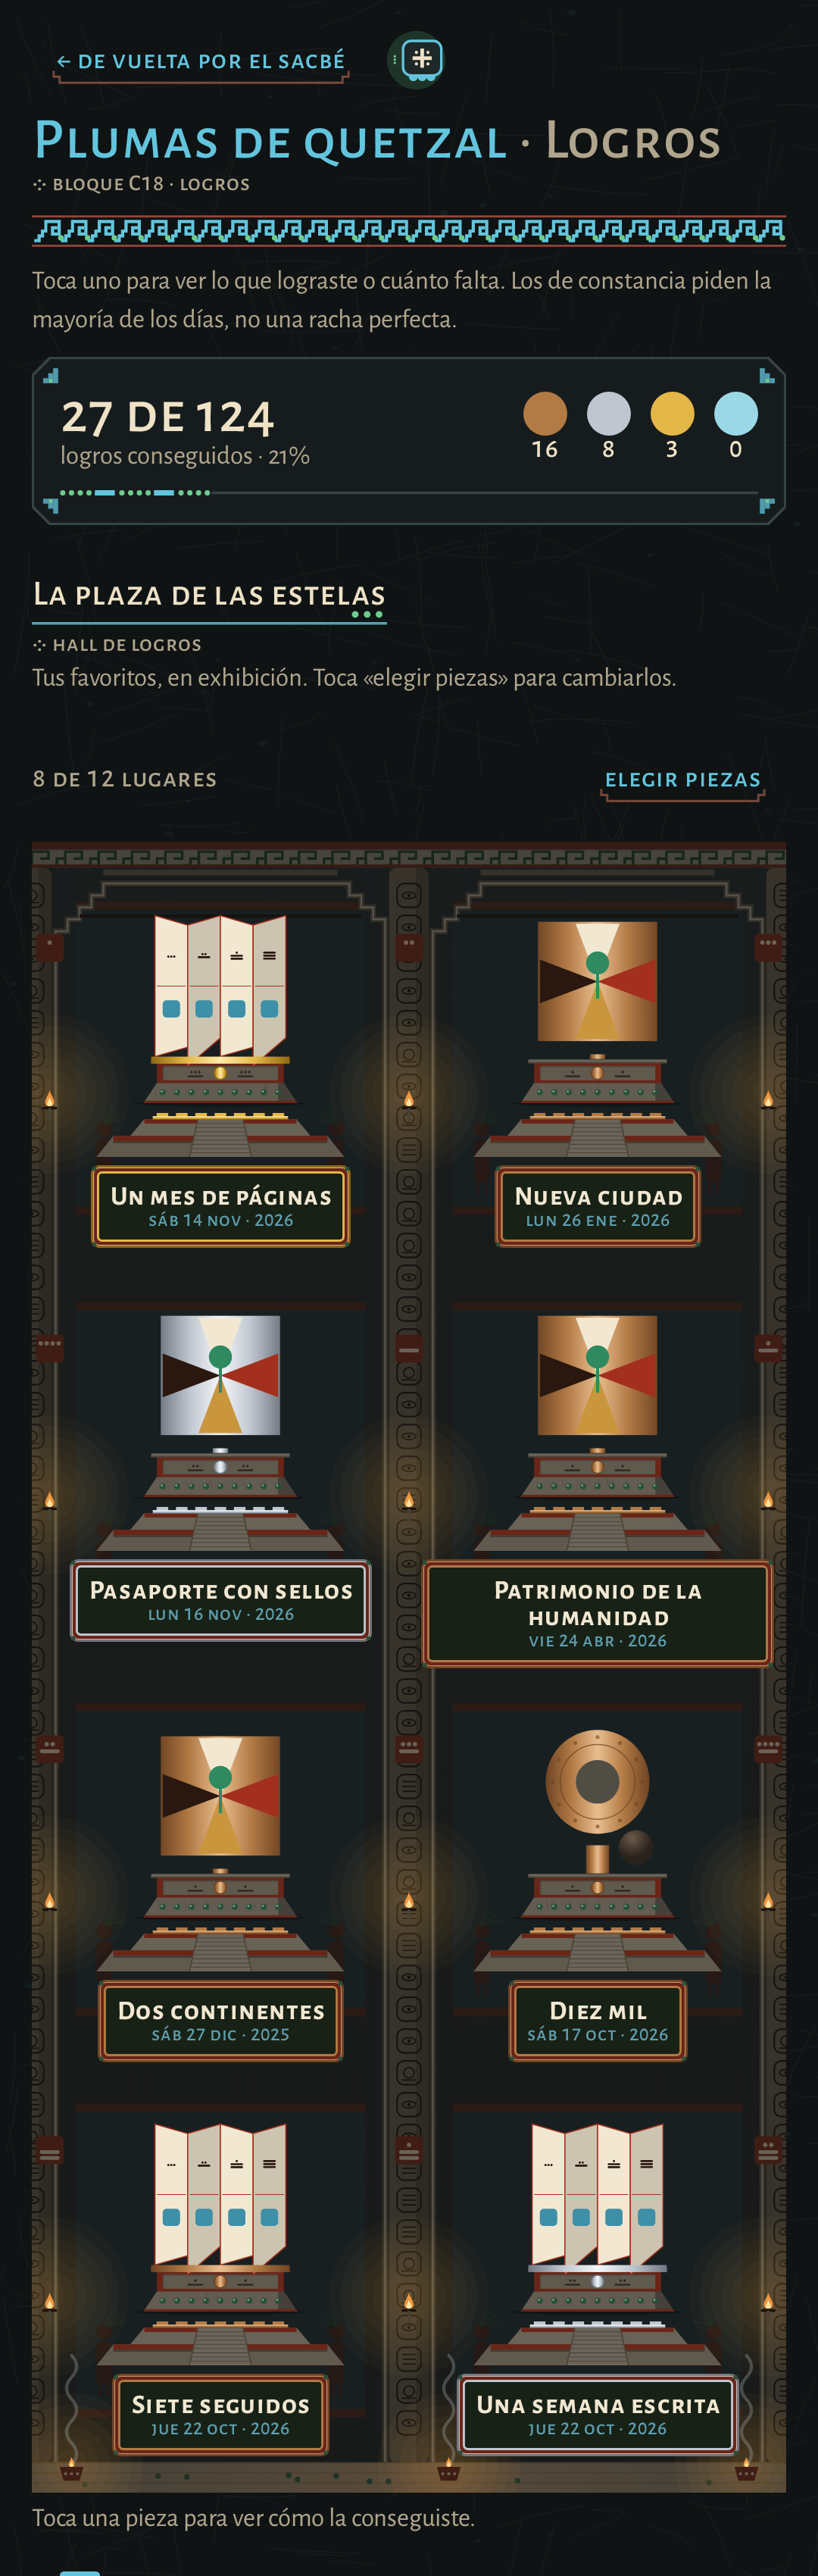 ← DE VUELTA POR EL SACBÉ
PLUMAS DE QUETZAL · LOGROS
BLOQUE C18 · LOGROS
Toca uno para ver lo que lograste o cuánto falta. Los de constancia piden la
mayoría de los días, no una racha perfecta.
27 DE 124
logros conseguidos · 21%
16 8 3 0
LA PLAZA DE LAS ESTELAS
HALL DE LOGROS
Tus favoritos, en exhibición. Toca «elegir piezas» para cambiarlos.
8 DE 12 LUGARES
ELEGIR PIEZAS
UN MES DE PÁGINAS
SÁB 14 NOV · 2026
NUEVA CIUDAD
LUN 26 ENE · 2026
PASAPORTE CON SELLOS
LUN 16 NOV · 2026
PATRIMONIO DE LA
HUMANIDAD
VIE 24 ABR · 2026
DOS CONTINENTES
SÁB 27 DIC · 2025
DIEZ MIL
SÁB 17 OCT · 2026
SIETE SEGUIDOS
JUE 22 OCT · 2026
UNA SEMANA ESCRITA
JUE 22 OCT · 2026
Toca una pieza para ver cómo la conseguiste.